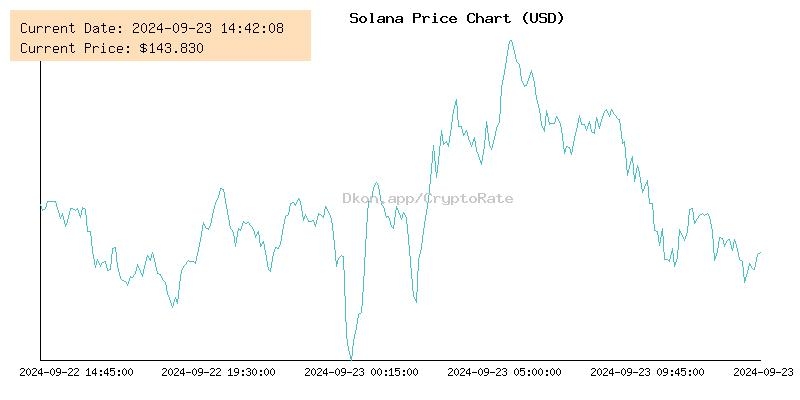 Solana Price Chart (USD)
Current Date: 2024-09-23 14:42:08
Current Price: $143.830
Dkon.app/CryptoRate
2024-09-22 14:45:00 2024-09-22 19:30:00 2024-09-23 00:15:00 2024-09-23 05:00:00 2024-09-23 09:45:00 2024-09-23